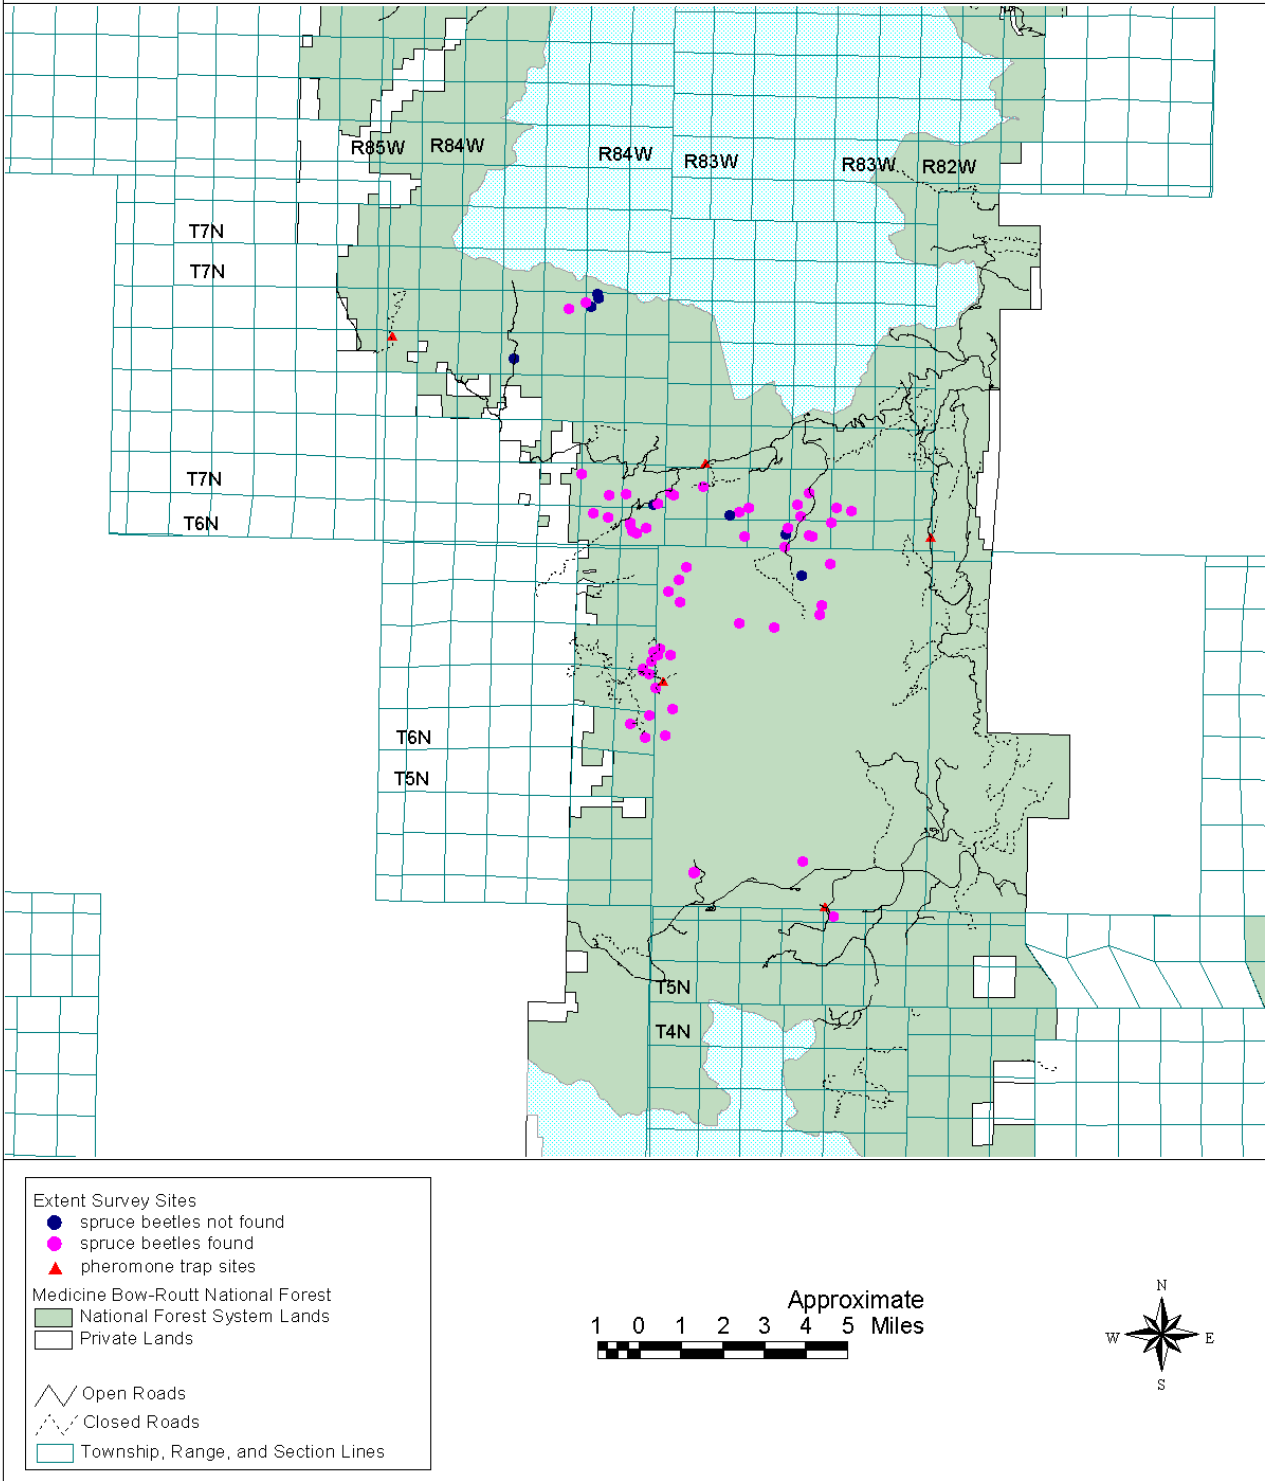 R85W R84W R84W R83W R83W R82W
T7N
T7N
T7N
T6N
T6N
T5N
T5N
T4N
Extent Survey Sites
spruce beetles not found
spruce beetles found
pheromone trap sites
Medicine Bow-Routt National Forest
National Forest System Lands
Private Lands
Open Roads
Closed Roads
Township, Range, and Section Lines
Approximate
1 0 1 2 3 4 5 Miles
N
W E
S